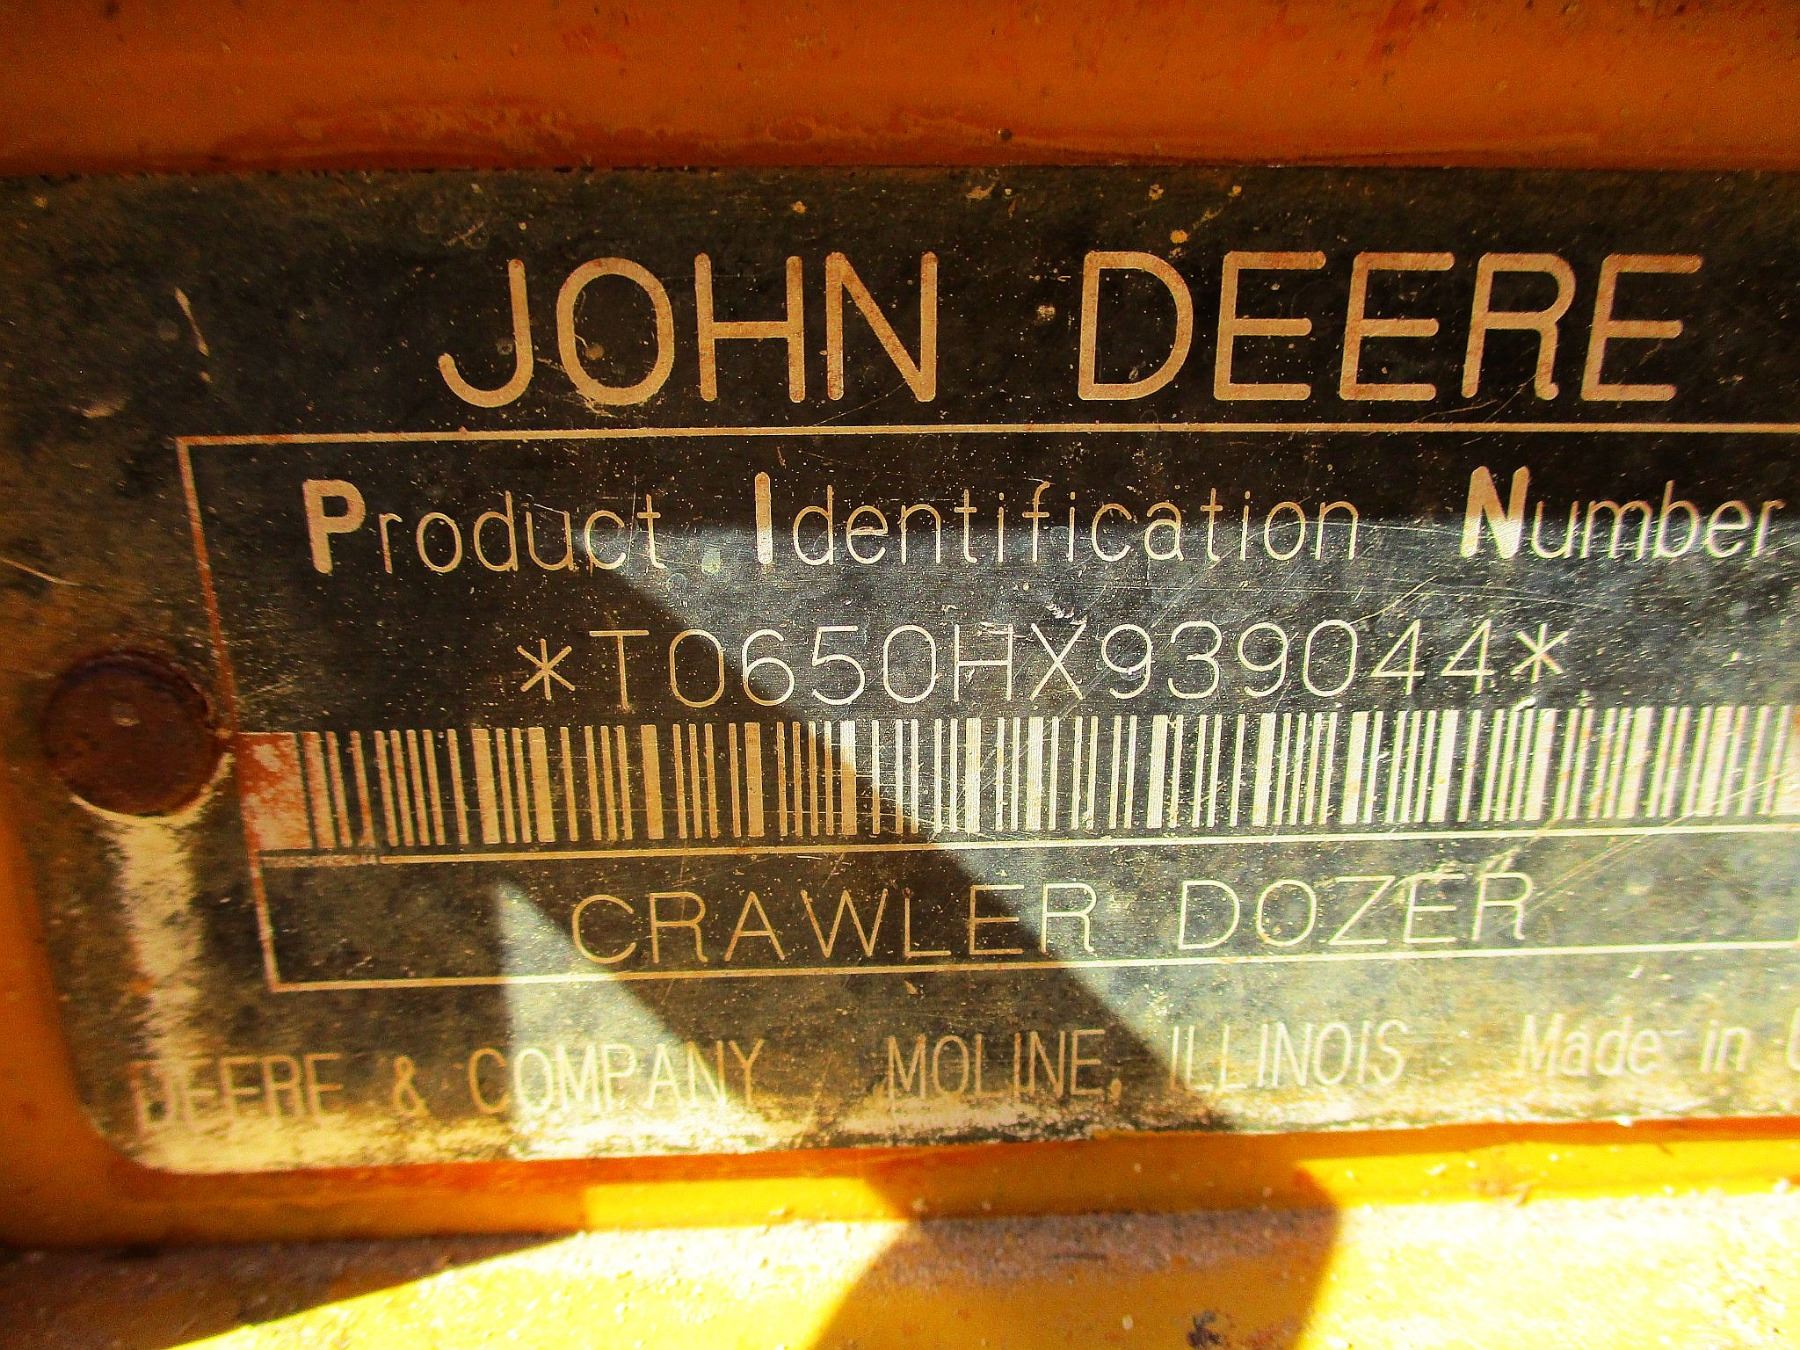 JOHN DEERE
Product Identification Number
*T0650HX939044*
CRAWLER DOZER
DEERE & COMPANY MOLINE, ILLINOIS Made in